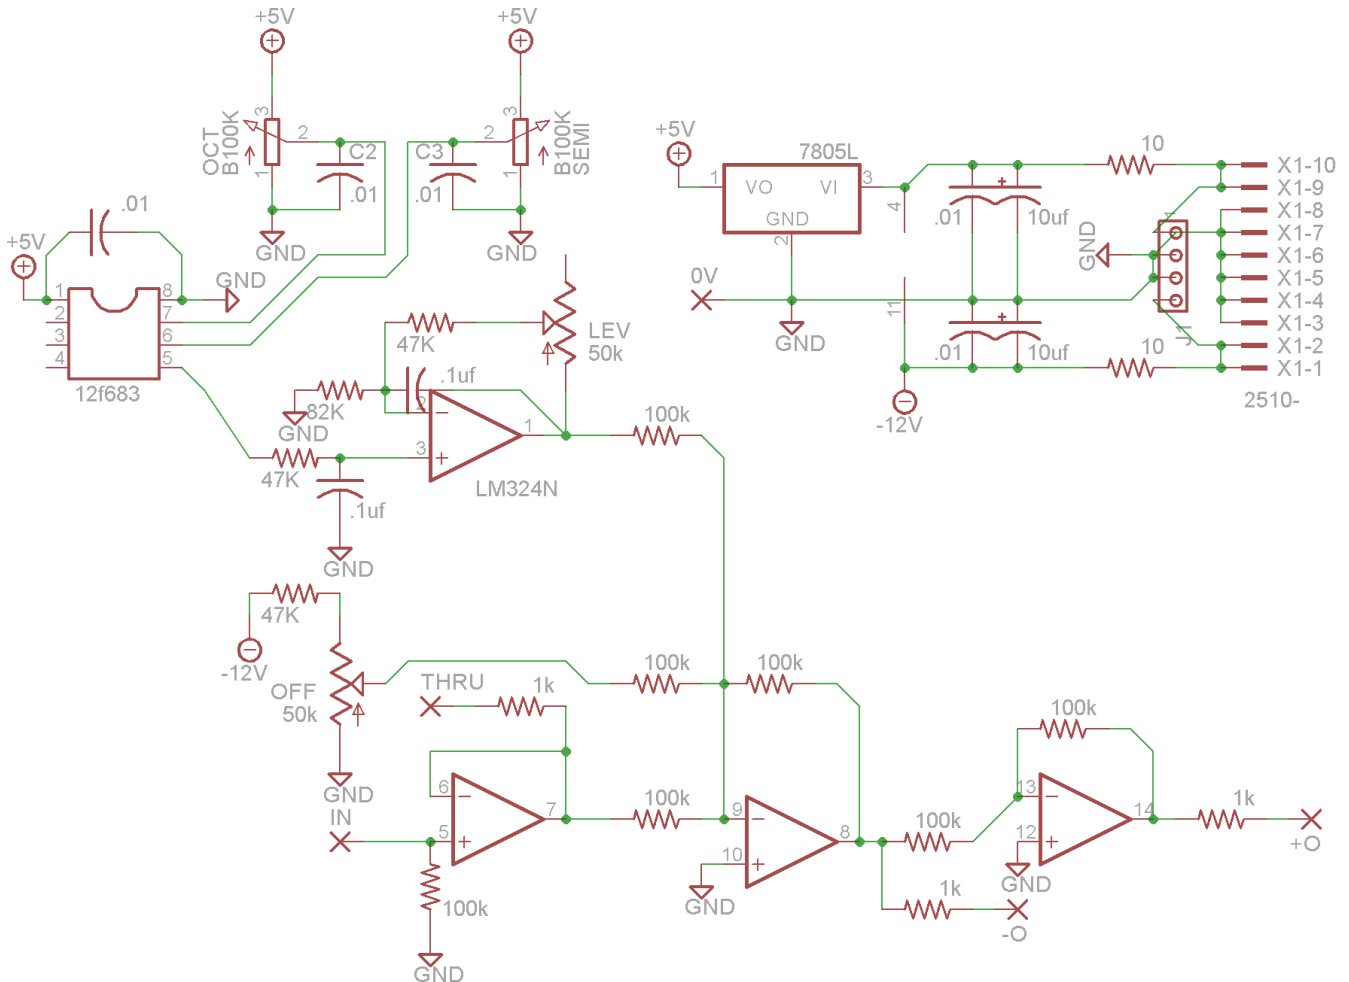 +5V
+5V
OCT
B100K
3
2
1
C2
.01
GND
C3
.01
2
3
1
B100K
SEMI
GND
+5V
.01
GND
1
2
3
4
8
7
6
5
12f683
47K
LEV
50k
82K
GND
.1uf
2
3
1
LM324N
47K
.1uf
GND
100k
+5V
7805L
1
VO
VI
3
GND
2
0V
GND
4
11
-12V
.01
10uf
.01
10uf
10
10
GND
1
J1
X1-10
X1-9
X1-8
X1-7
X1-6
X1-5
X1-4
X1-3
X1-2
X1-1
2510-
47K
-12V
OFF
50k
GND
THRU
1k
100k
100k
IN
6
5
7
100k
GND
100k
9
10
8
GND
100k
1k
-O
100k
13
12
14
GND
1k
+O